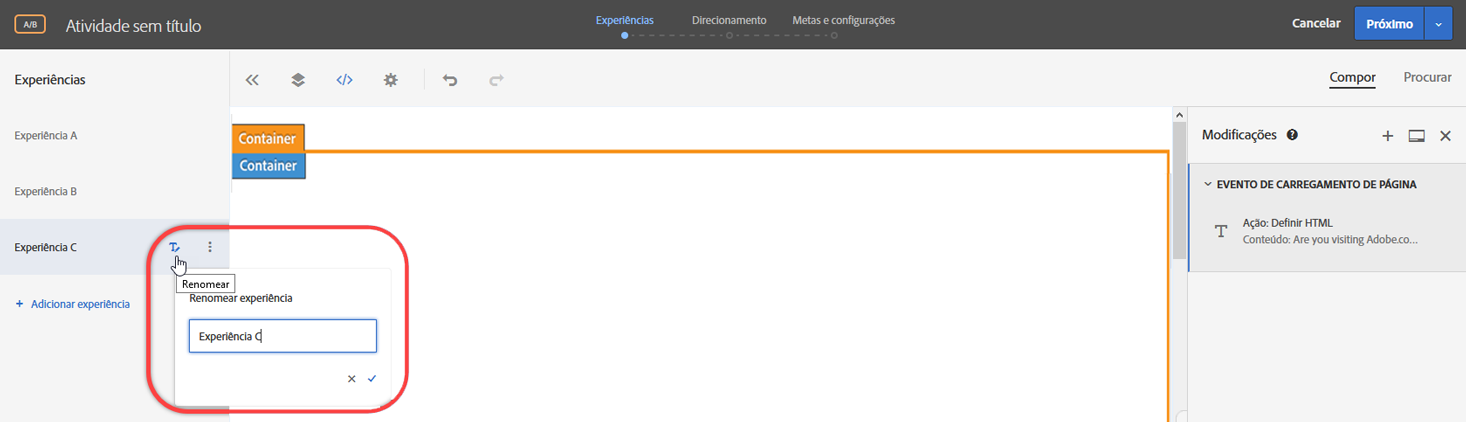 A/B
Atividade sem título
Experiências
Direcionamento
Metas e configurações
Cancelar
Próximo
Experiências
</>
Compor
Procurar
Experiência A
Experiência B
Experiência C
+ Adicionar experiência
Container
Container
Renomear
Renomear experiência
Experiência C
Modificações
EVENTO DE CARREGAMENTO DE PÁGINA
Ação: Definir HTML
Conteúdo: Are you visiting Adobe.co...